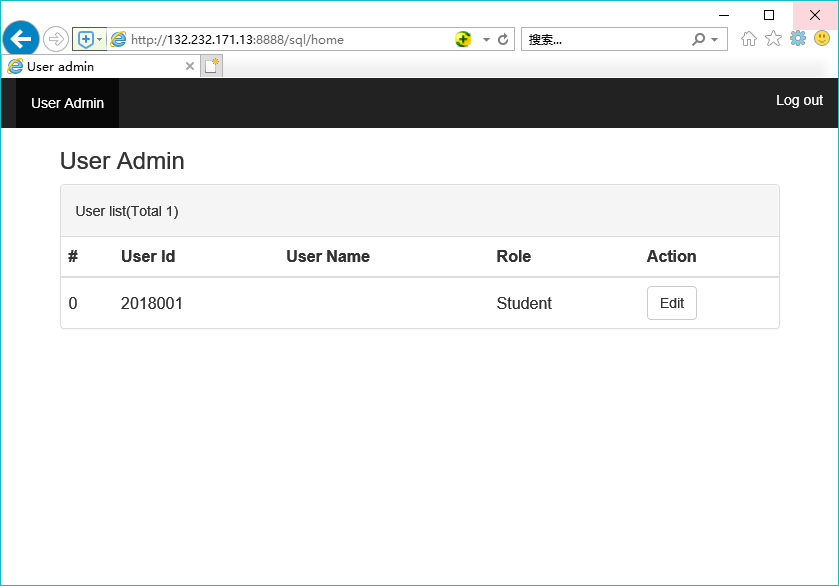 http://132.232.171.13:8888/sql/home
搜索...
User admin
User Admin
Log out
User Admin
User list(Total 1)
# User Id User Name Role Action
0 2018001 Student Edit